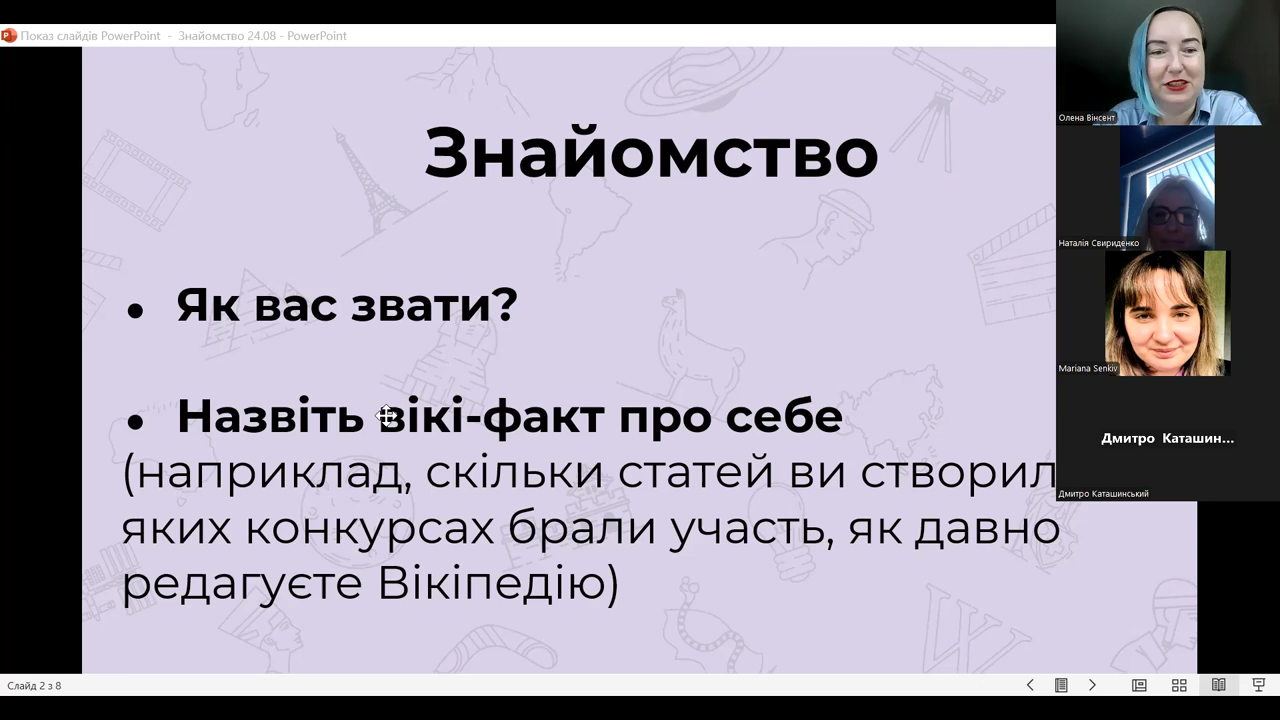 Показ слайдів PowerPoint - Знайомство 24.08 - PowerPoint
Знайомство
• Як вас звати?
• Назвіть вікі-факт про себе
(наприклад, скільки статей ви створил
яких конкурсах брали участь, як давно
редагуєте Вікіпедію)
Олена Вінсент
Наталія Свириденко
Mariana Senkiv
Дмитро Каташин...
Дмитро Каташинський
Слайд 2 з 8